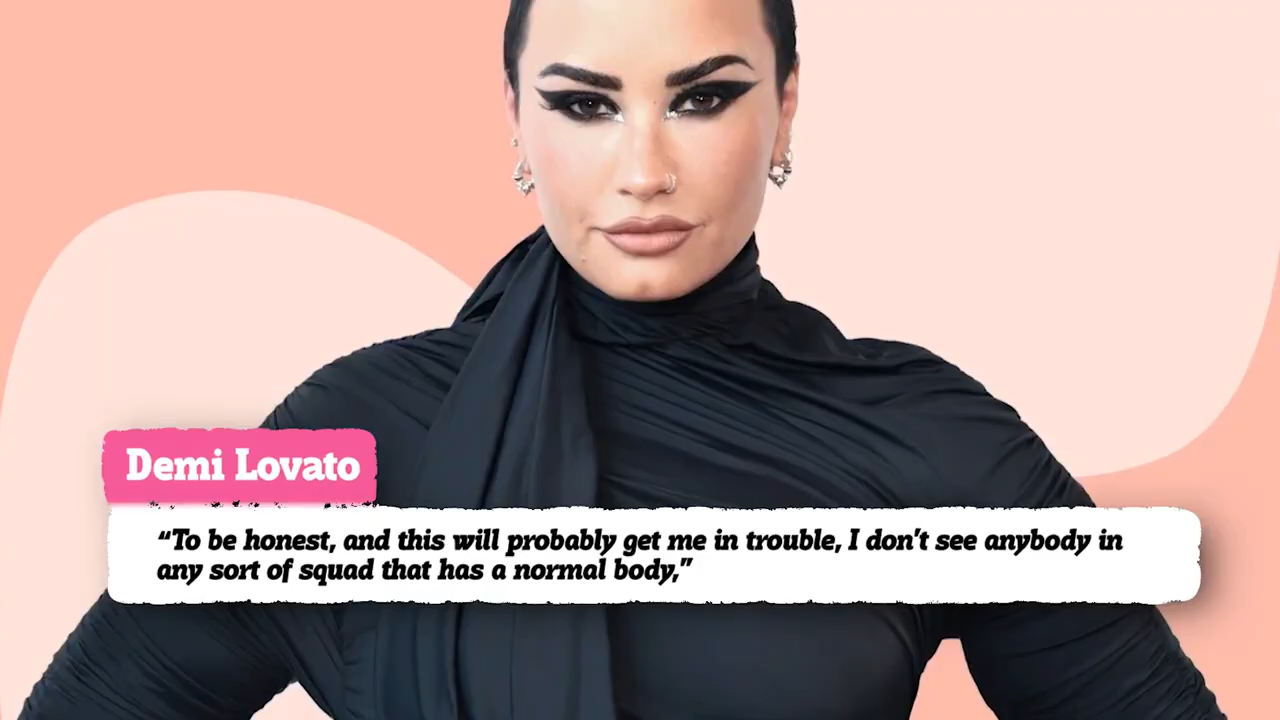 Demi Lovato
“To be honest, and this will probably get me in trouble, I don’t see anybody in
any sort of squad that has a normal body,”